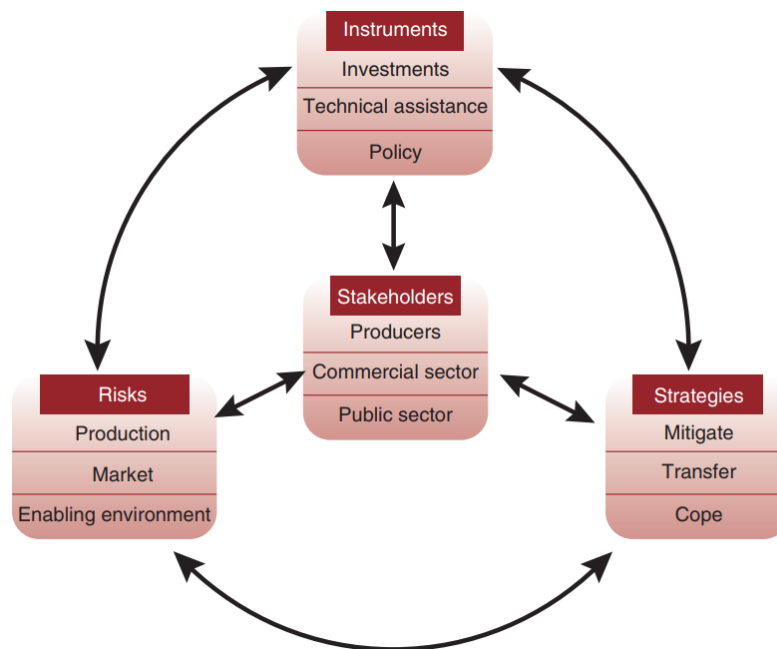 Instruments
Investments
Technical assistance
Policy
Stakeholders
Producers
Commercial sector
Public sector
Risks
Production
Market
Enabling environment
Strategies
Mitigate
Transfer
Cope